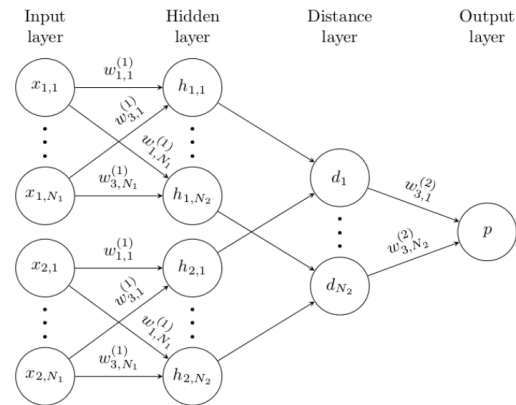 Input layer
Hidden layer
Distance layer
Output layer
x_{1,1}
w_{1,1}^{(1)}
h_{1,1}
w_{3,1}^{(1)}
w_{1,N_1}^{(1)}
x_{1,N_1}
w_{3,N_1}^{(1)}
h_{1,N_2}
d_1
w_{3,1}^{(2)}
p
x_{2,1}
w_{1,1}^{(1)}
h_{2,1}
w_{3,1}^{(1)}
w_{1,N_1}^{(1)}
d_{N_2}
w_{3,N_2}^{(2)}
x_{2,N_1}
w_{3,N_1}^{(1)}
h_{2,N_2}